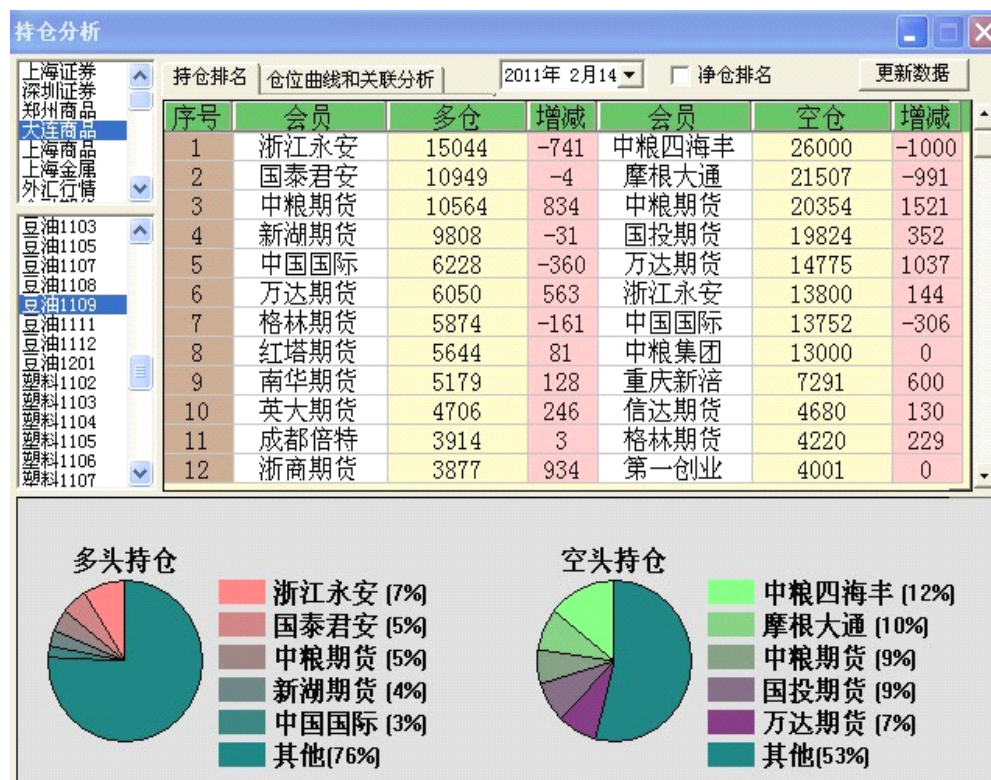 持仓分析
上海证券
深圳证券
郑州商品
大连商品
上海商品
上海金属
外汇行情
持仓排名 仓位曲线和关联分析 2011年 2月14 净仓排名 更新数据
序号 会员 多仓 增减 会员 空仓 增减
1 浙江永安 15044 -741 中粮四海丰 26000 -1000
2 国泰君安 10949 -4 摩根大通 21507 -991
3 中粮期货 10564 834 中粮期货 20354 1521
4 新湖期货 9808 -31 国投期货 19824 352
5 中国国际 6228 -360 万达期货 14775 1037
6 万达期货 6050 563 浙江永安 13800 144
7 格林期货 5874 -161 中国国际 13752 -306
8 红塔期货 5644 81 中粮集团 13000 0
9 南华期货 5179 128 重庆新涪 7291 600
10 英大期货 4706 246 信达期货 4680 130
11 成都倍特 3914 3 格林期货 4220 229
12 浙商期货 3877 934 第一创业 4001 0
豆油1103
豆油1105
豆油1107
豆油1108
豆油1109
豆油1111
豆油1112
豆油1201
塑料1102
塑料1103
塑料1104
塑料1105
塑料1106
塑料1107
多头持仓
浙江永安 (7%)
国泰君安 (5%)
中粮期货 (5%)
新湖期货 (4%)
中国国际 (3%)
其他(76%)
空头持仓
中粮四海丰 (12%)
摩根大通 (10%)
中粮期货 (9%)
国投期货 (9%)
万达期货 (7%)
其他(53%)